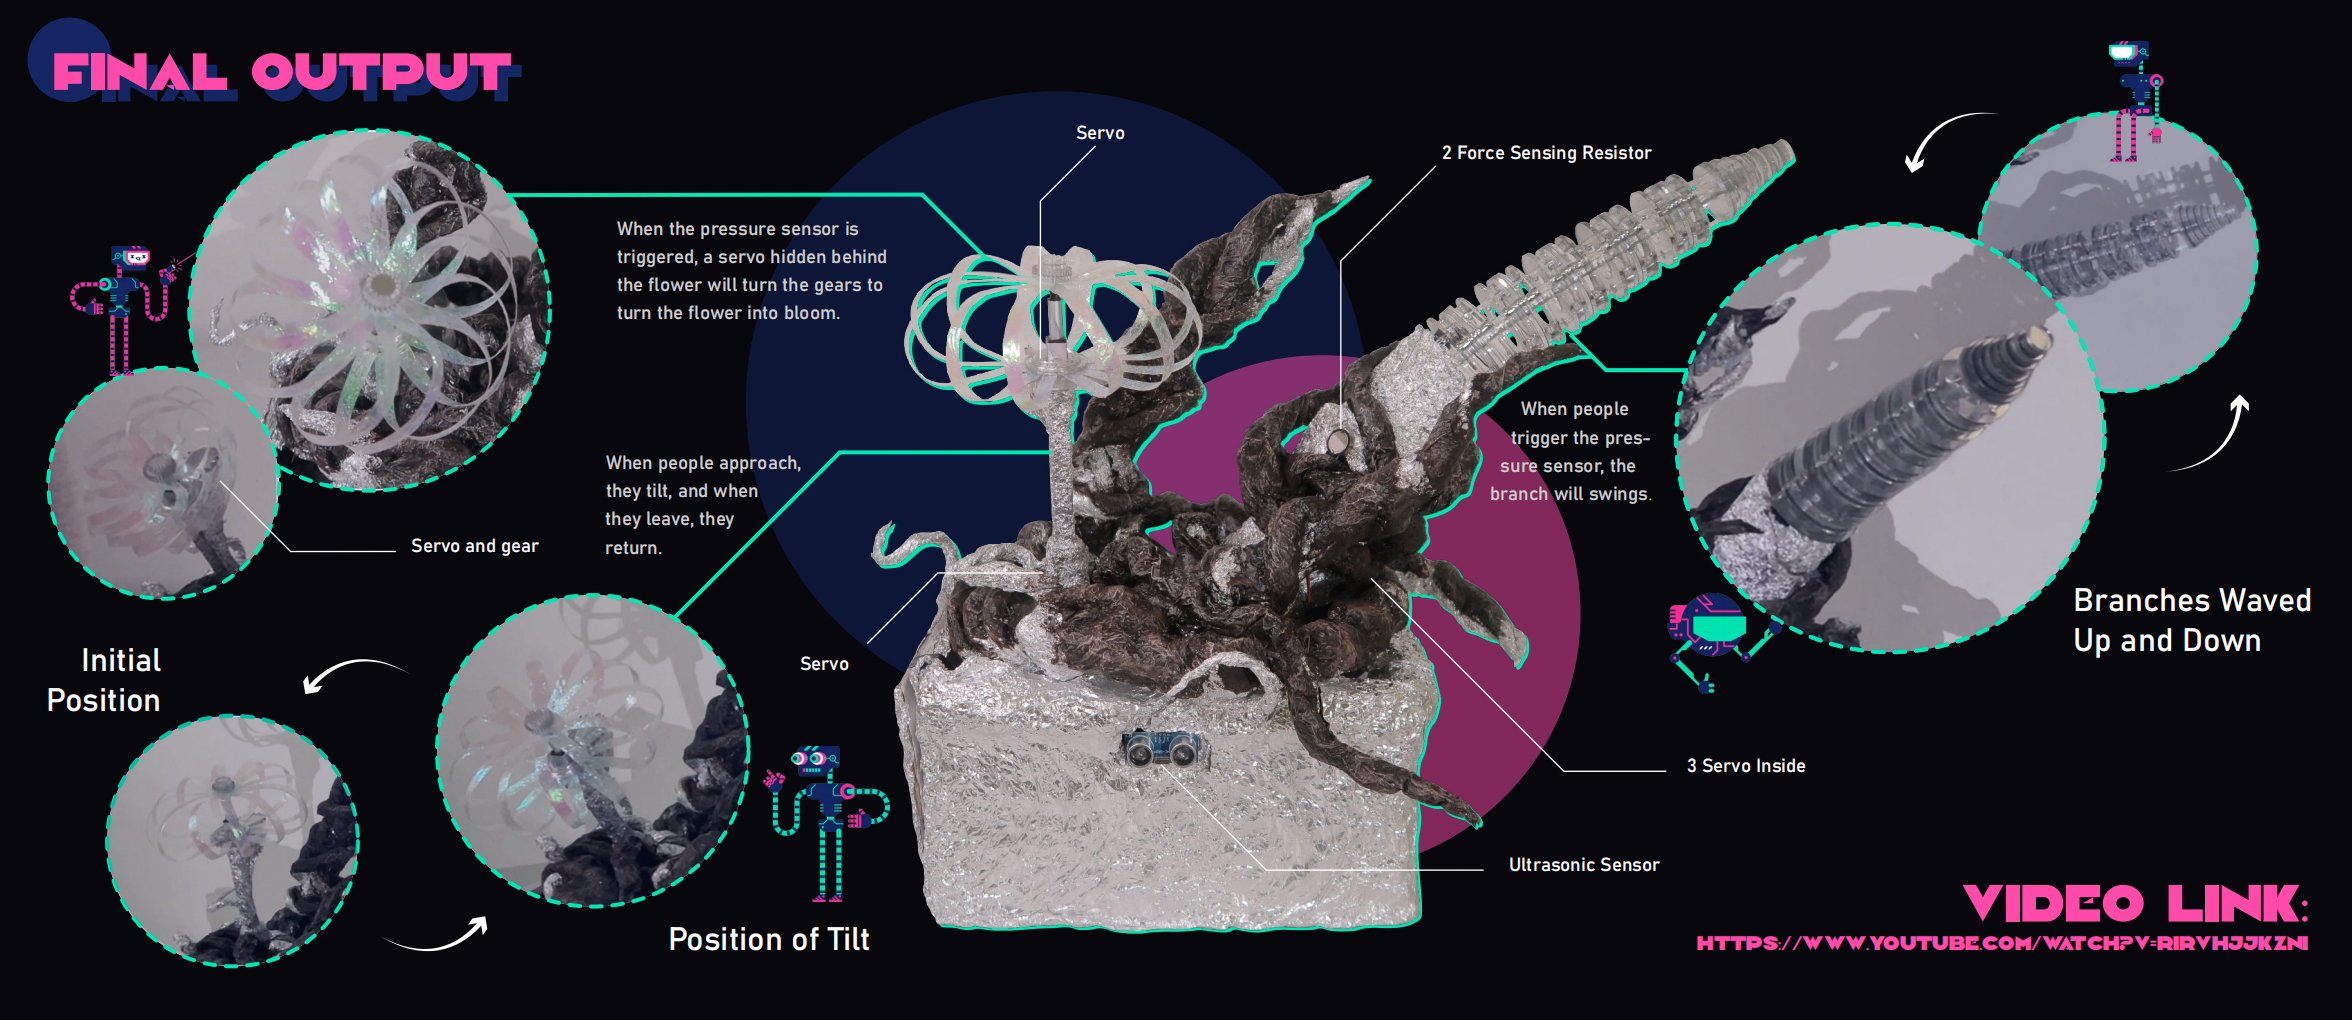 FINAL OUTPUT
Servo
2 Force Sensing Resistor
When the pressure sensor is
triggered, a servo hidden behind
the flower will turn the gears to
turn the flower into bloom.
When people
trigger the pres-
sure sensor, the
branch will swings.
When people approach,
they tilt, and when
they leave, they
return.
Servo and gear
Branches Waved
Up and Down
Initial
Position
Servo
3 Servo Inside
Ultrasonic Sensor
Position of Tilt
VIDEO LINK:
HTTPS://WWW.YOUTUBE.COM/WATCH?V=RIRVHJJKZNI